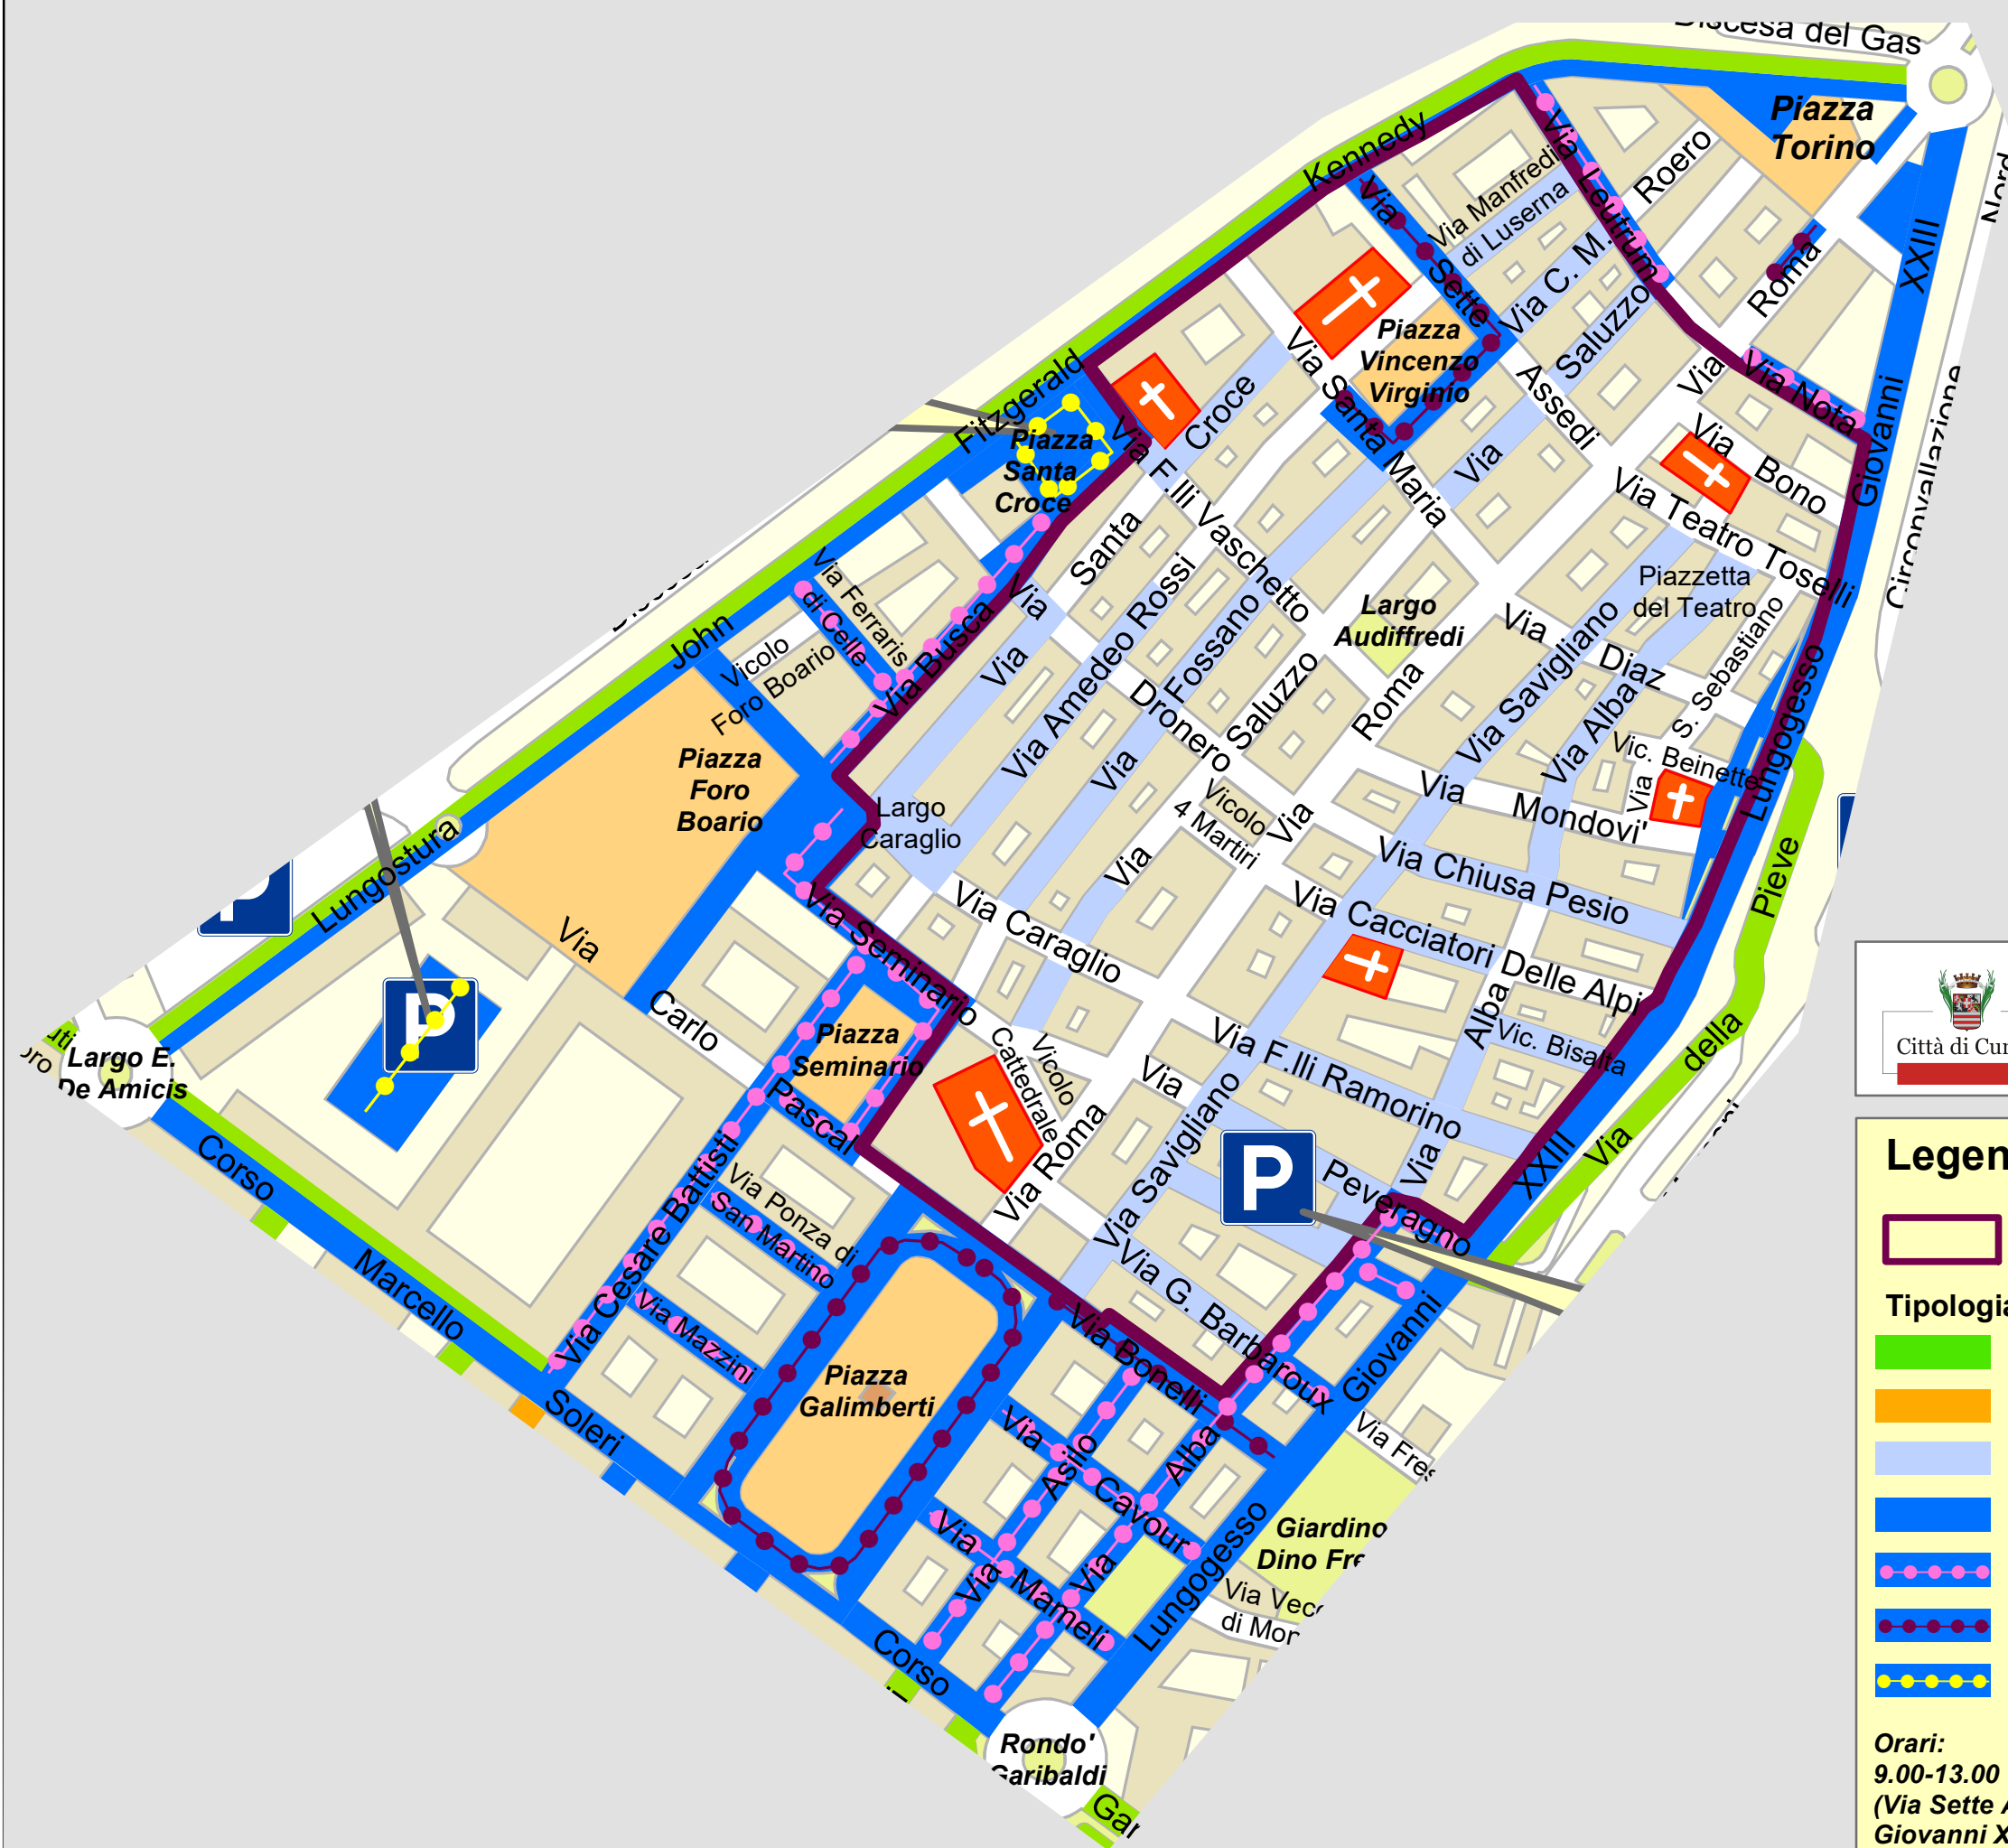 Discesa del Gas
Piazza
Torino
Kennedy
Via
Leutrum
Roero
Via Manfredi
di Luserna
Via
Sette
Assedi
Via C. M.
Saluzzo
Via
Roma
XXIII
Nord
Piazza
Vincenzo
Virginio
Via Santa Maria
Via Nota
Via
Via Bono
Giovanni
Circonvallazione
Fitzgerald
Piazza
Santa
Croce
Via F.lli Vaschetto
Croce
Santa
Via
Via Teatro Toselli
Piazzetta
del Teatro
Largo
Audiffredi
Via Ferraris
di Celle
Via Busca
Via
Dronero
Via Amedeo Rossi
Via
Fossano
Via
Saluzzo
Roma
Via
Diaz
Via Savigliano
Via Alba
S. Sebastiano
Via
Vic. Beinette
Lungogesso
John
Vicolo
Foro Boario
Piazza
Foro
Boario
Largo
Caraglio
Vicolo
4 Martiri
Via
Via
Mondovi'
Via Chiusa Pesio
Pieve
Lungostura
Via
Carlo
Pascal
Via Seminario
Via Caraglio
Via Cacciatori Delle Alpi
Alba
Vic. Bisalta
della
Via
Città di Cu
P
P
Largo E.
De Amicis
Piazza
Seminario
Vicolo
Cattedrale
Via F.lli Ramorino
Via
Peveragno
Via
XXIII
P
Via Roma
Via Savigliano
Corso
Marcello
Soleri
Via Cesare Battisti
Via Ponza di
San Martino
Via Mazzini
Via G. Barbaroux
Giovanni
Piazza
Galimberti
Via Bonelli
Via
Cavour
Via
Asilo
Via
Alba
Via
Mameli
Lungogesso
Corso
Via
Giardino
Dino
di
Rondo'
Garibaldi
Legen
Tipologia
Orari:
9.00-13.00
(Via Sette
Giovanni X